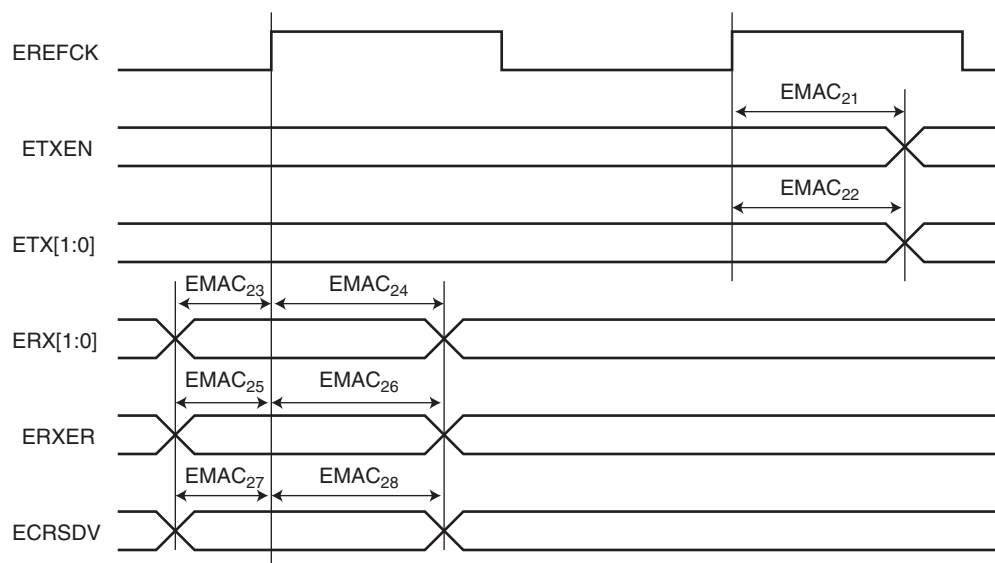 EREFCK
EMAC21
ETXEN
EMAC22
ETX[1:0]
EMAC23 EMAC24
ERX[1:0]
EMAC25 EMAC26
ERXER
EMAC27 EMAC28
ECRSDV